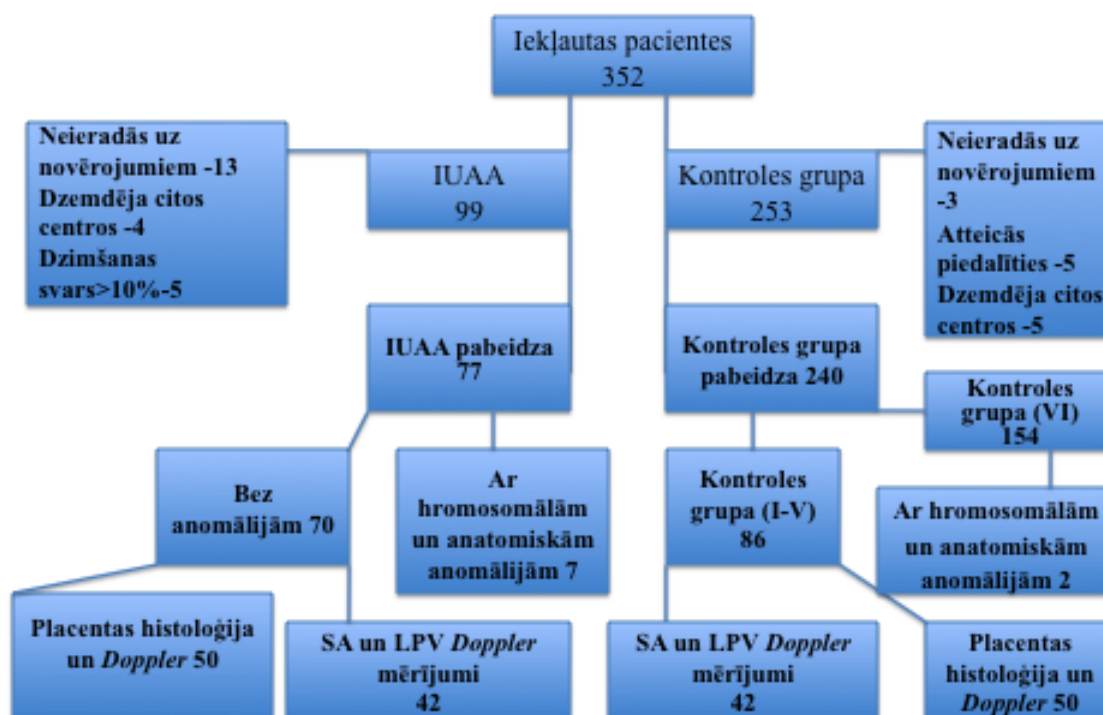 Iekļautas pacientes
352
Neieradās uz
novērojumiem -13
Dzemdēja citos
centros -4
Dzimšanas
svars>10%-5
IUAA
99
Kontroles grupa
253
Neieradās uz
novērojumiem
-3
Atteicās
piedalīties -5
Dzemdēja citos
centros -5
IUAA pabeidza
77
Kontroles grupa
pabeidza 240
Kontroles
grupa (VI)
154
Bez
anomālijām 70
Ar
hromosomālām
un anatomiskām
anomālijām 7
Kontroles
grupa (I-V)
86
Ar hromosomālām
un anatomiskām
anomālijām 2
Placentas histoloģija
un Doppler 50
SA un LPV Doppler
mērījumi
42
SA un LPV Doppler
mērījumi
42
Placentas
histoloģija un
Doppler 50